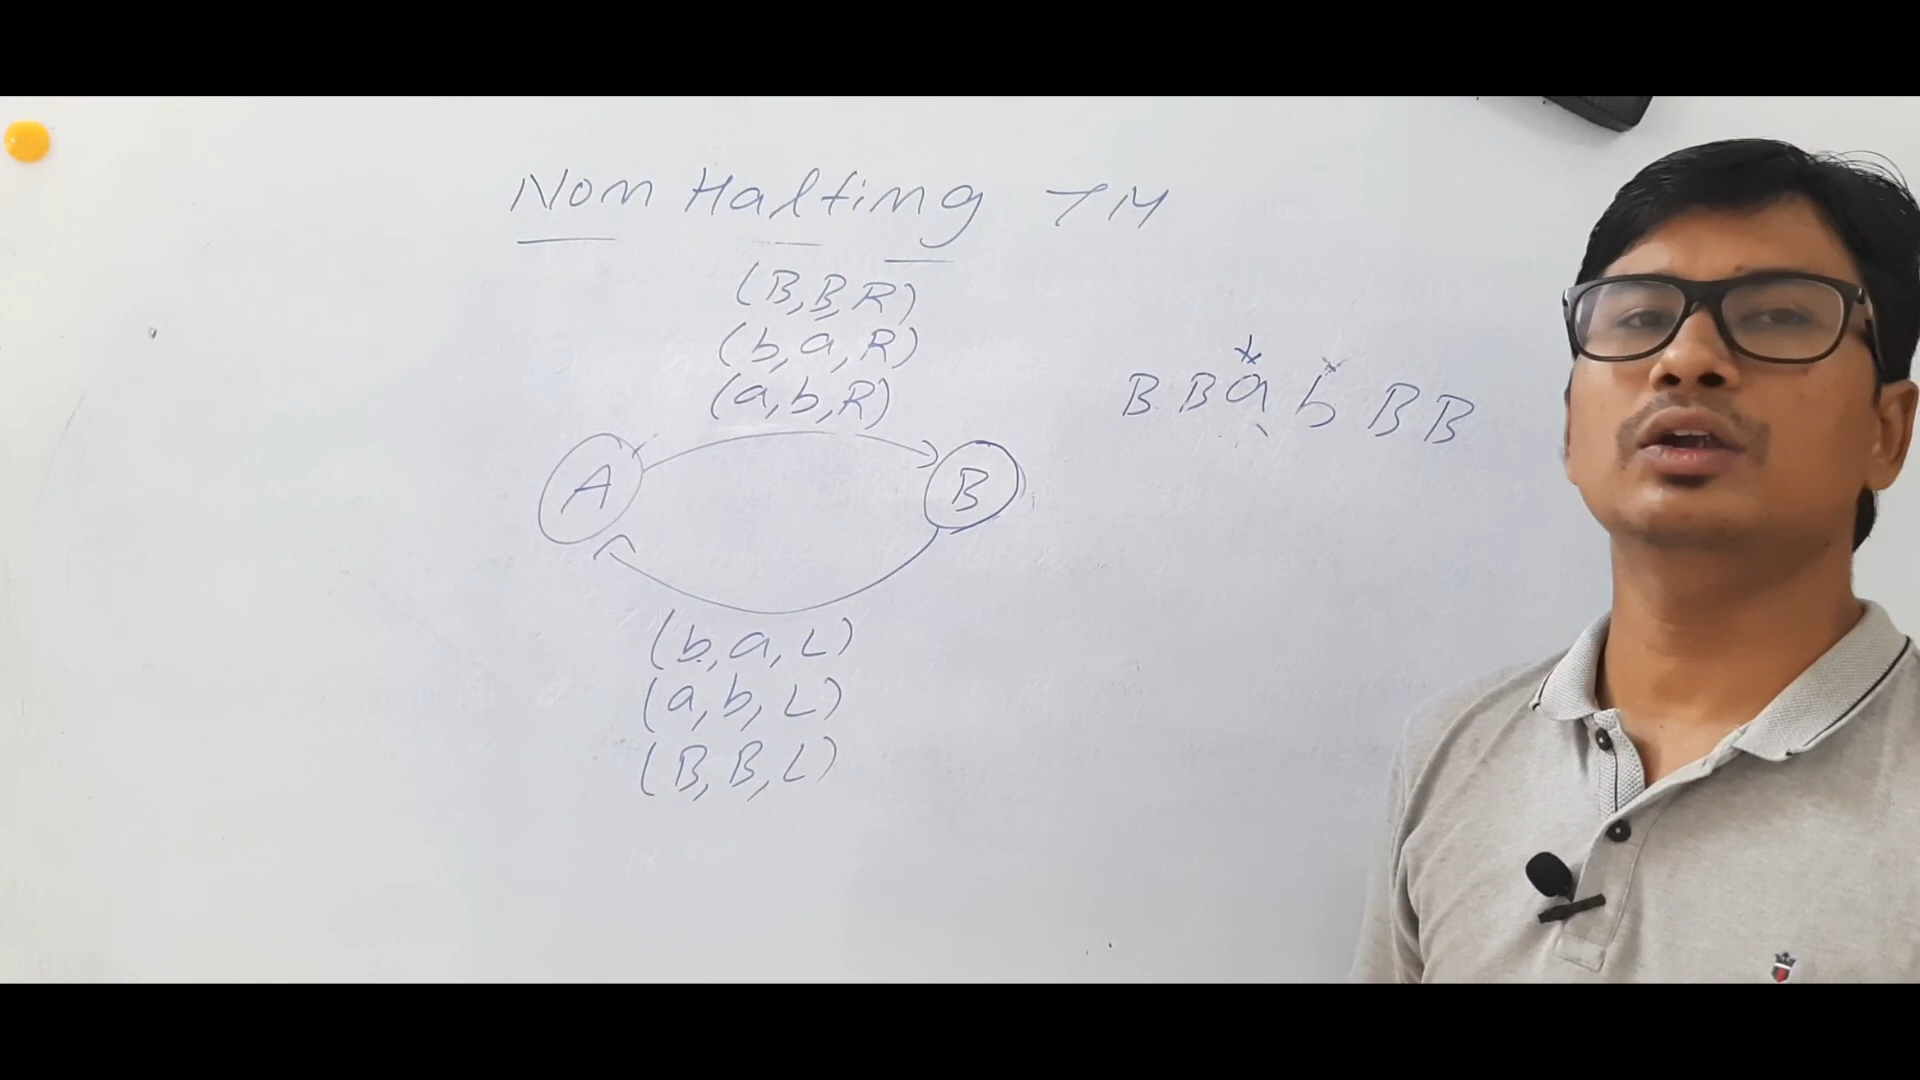 Non Halting TM
(B,B,R)
(b,a,R)
(a,b,R)
B B a b B B
A
B
(b,a,L)
(a,b,L)
(B,B,L)